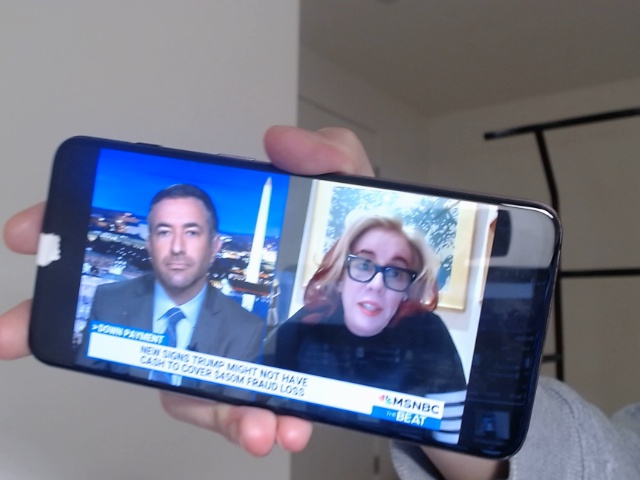 >DOWN PAYMENT
NEW SIGNS TRUMP MIGHT NOT HAVE
CASH TO COVER $450M FRAUD LOSS
MSNBC
THE BEAT